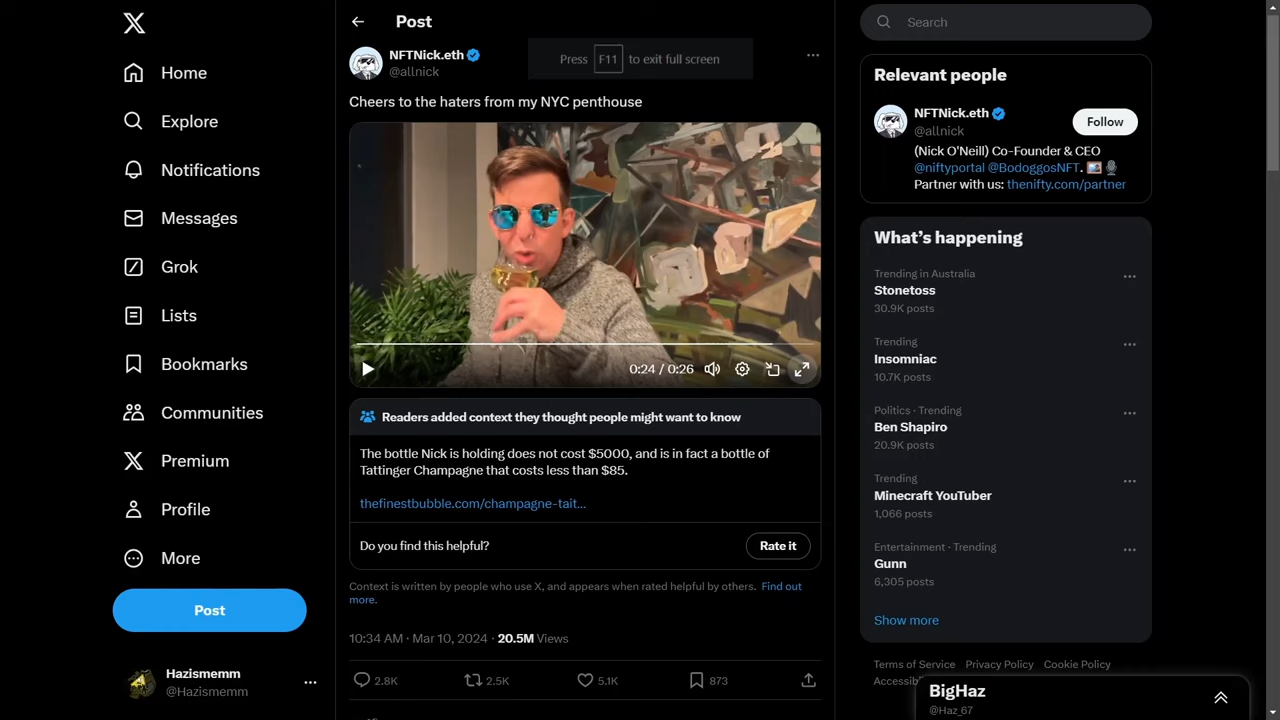 Home
Explore
Notifications
Messages
Grok
Lists
Bookmarks
Communities
Premium
Profile
More
Post
Hazismemm
@Hazismemm
Post
NFTNick.eth
@allnick
Press F11 to exit full screen
Cheers to the haters from my NYC penthouse
0:24 / 0:26
Readers added context they thought people might want to know
The bottle Nick is holding does not cost $5000, and is in fact a bottle of
Tattinger Champagne that costs less than $85.
thefinestbubble.com/champagne-tait...
Do you find this helpful?
Rate it
Context is written by people who use X, and appears when rated helpful by others. Find out
more.
10:34 AM · Mar 10, 2024 · 20.5M Views
2.8K
2.5K
5.1K
873
Search
Relevant people
NFTNick.eth
@allnick
Follow
(Nick O'Neill) Co-Founder & CEO
@niftyportal @BodoggosNFT.
Partner with us: thenifty.com/partner
What's happening
Trending in Australia
Stonetoss
30.9K posts
Trending
Insomniac
10.7K posts
Politics · Trending
Ben Shapiro
20.9K posts
Trending
Minecraft YouTuber
1,066 posts
Entertainment · Trending
Gunn
6,305 posts
Show more
Terms of Service Privacy Policy Cookie Policy
BigHaz
@Haz_67